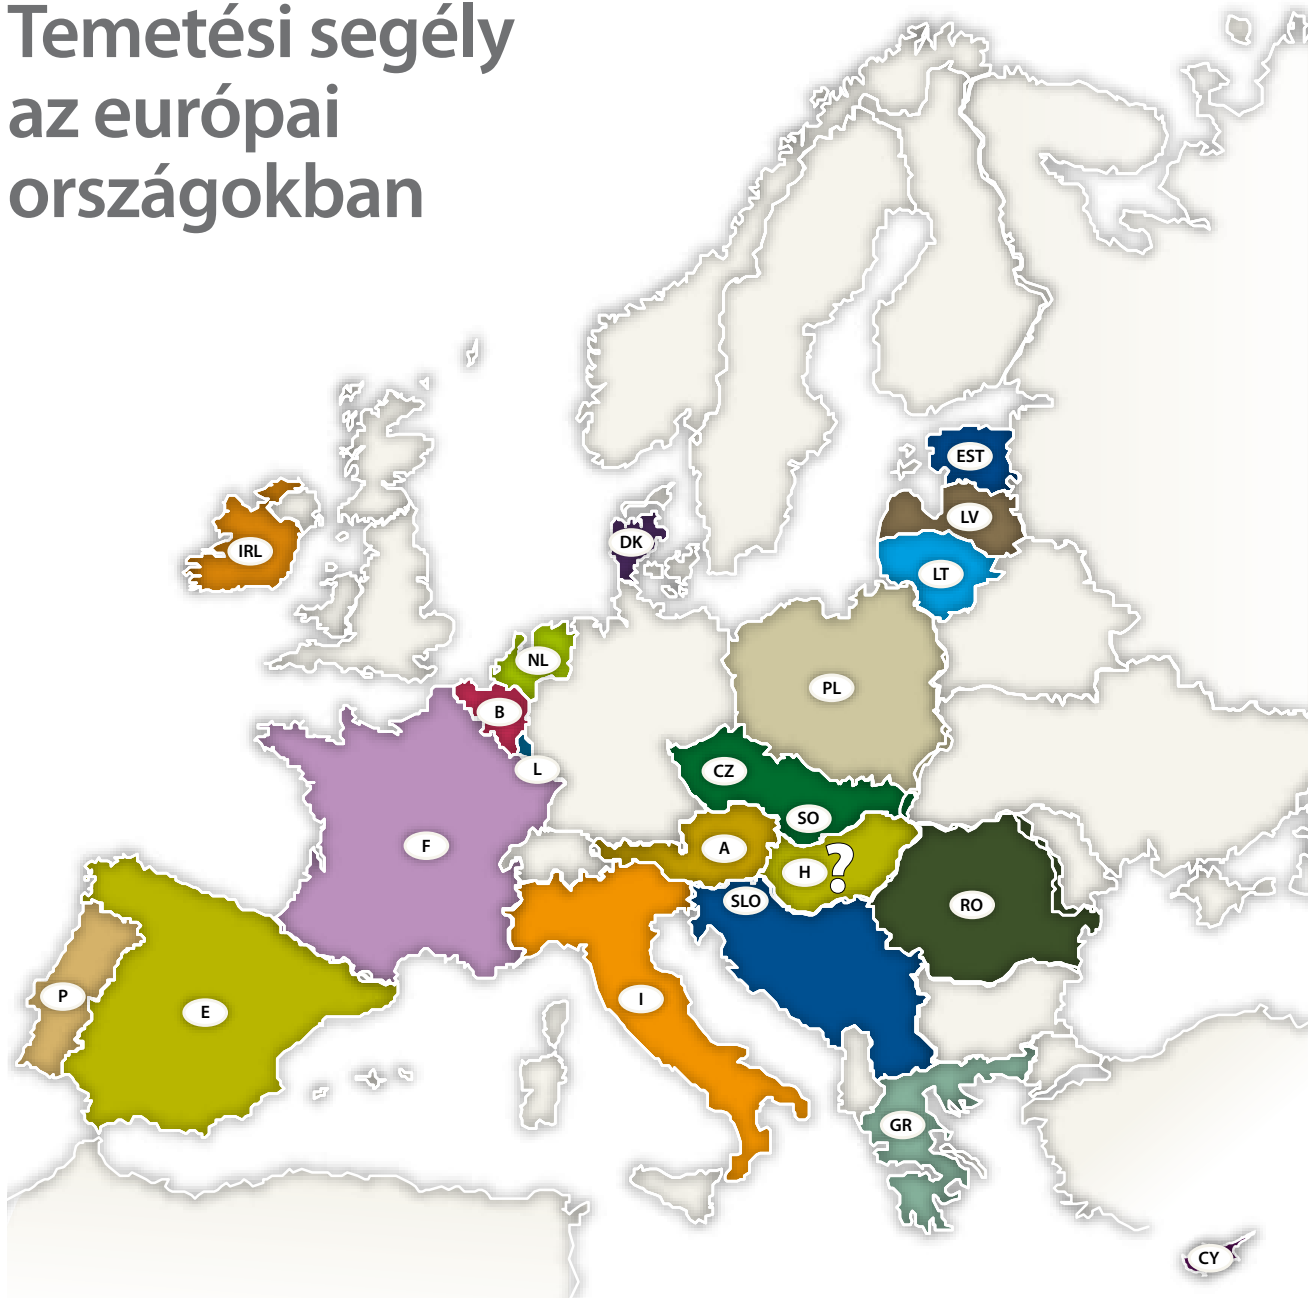 Temetési segély
az európai
országokban
EST
LV
IRL
DK
LT
NL
PL
B
L
CZ
SO
F
A
H ?
SLO
RO
P
E
I
GR
CY